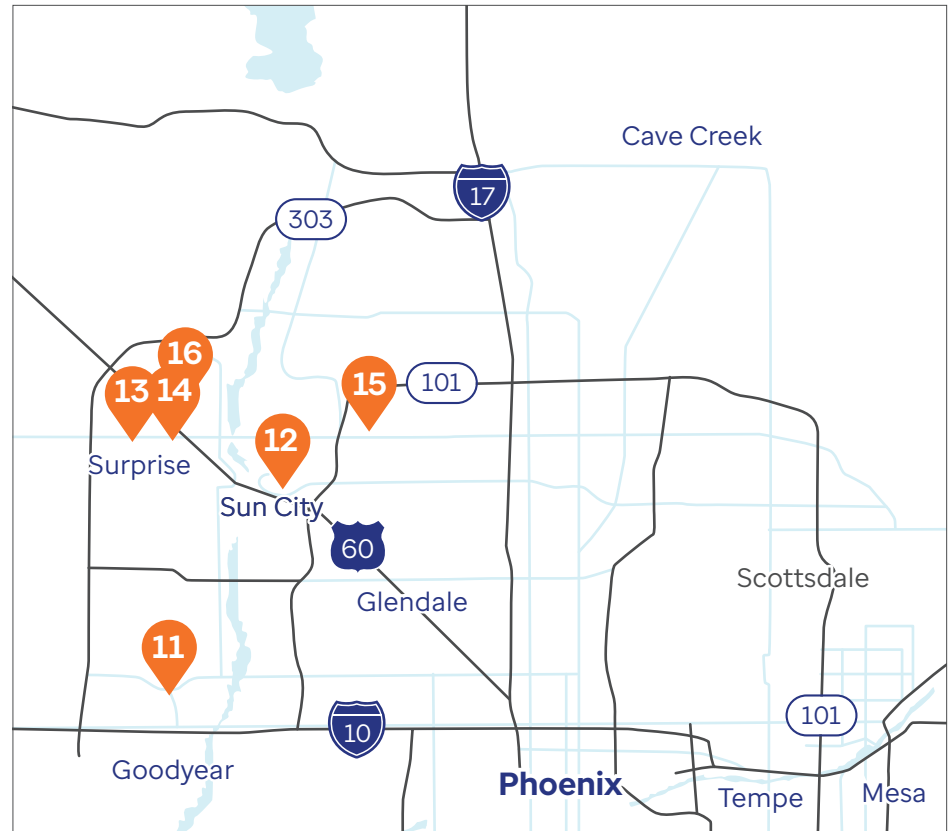 Cave Creek
17
303
16
13
14
15
101
12
Surprise
Sun City
60
Scottsdale
Glendale
11
101
10
Goodyear
Phoenix
Tempe
Mesa